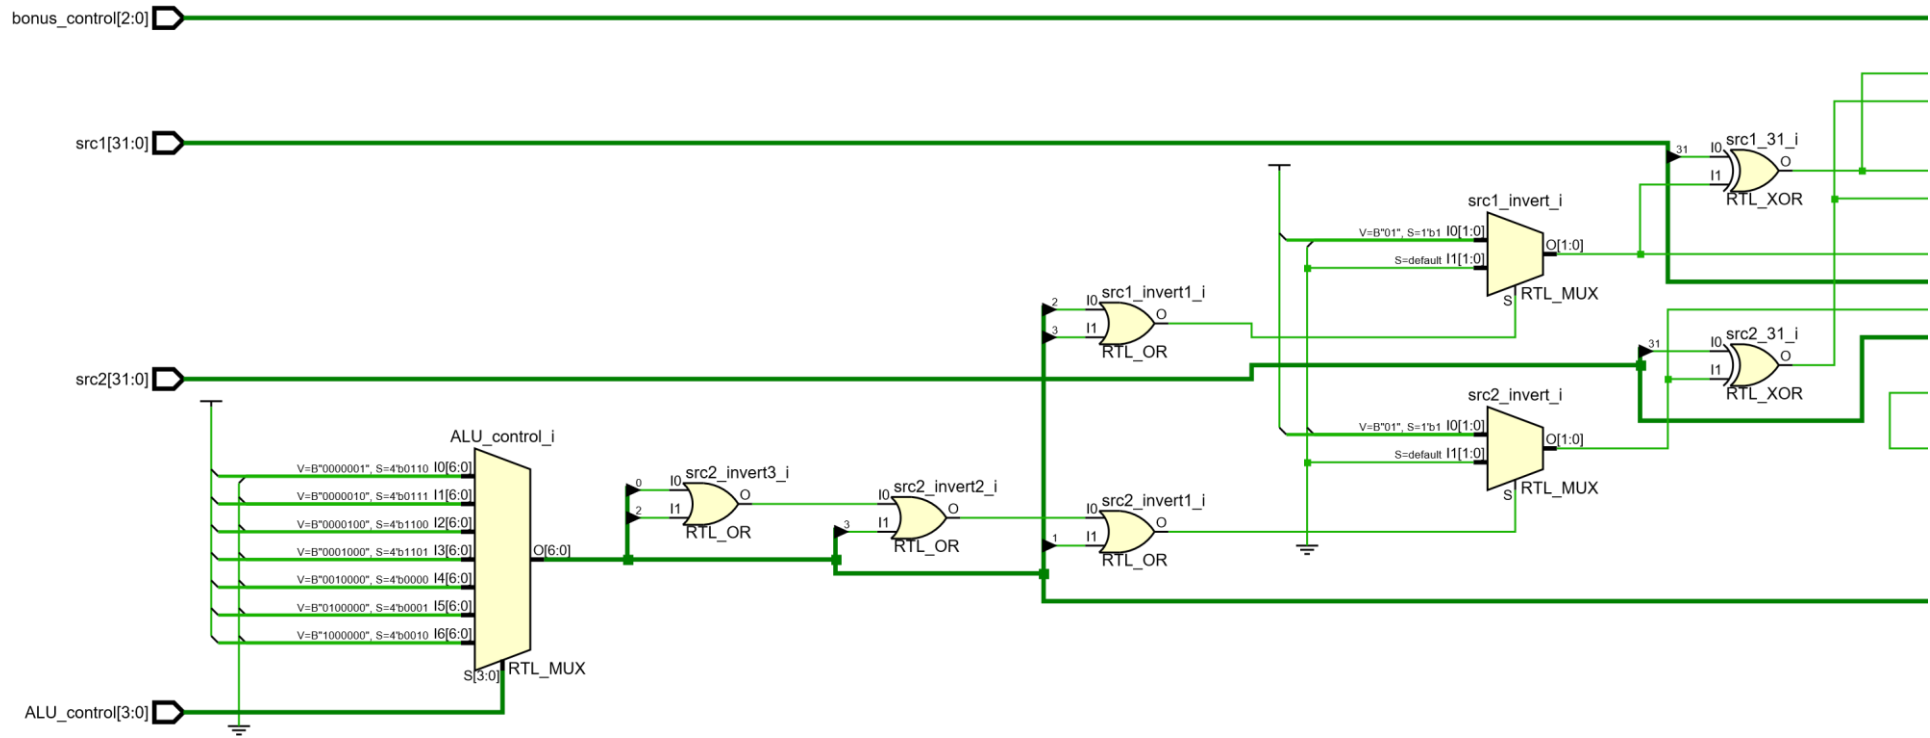 bonus_control[2:0]
src1[31:0]
31
I0
src1_31_i
O
I1
RTL_XOR
src1_invert_i
V=B"01", S=1'b1
I0[1:0]
S=default
I1[1:0]
O[1:0]
S
RTL_MUX
src1_invert1_i
2
I0
3
I1
O
RTL_OR
31
I0
src2_31_i
O
I1
RTL_XOR
src2[31:0]
src2_invert_i
V=B"01", S=1'b1
I0[1:0]
S=default
I1[1:0]
O[1:0]
S
RTL_MUX
ALU_control_i
V=B"0000001", S=4'b0110
I0[6:0]
V=B"0000010", S=4'b0111
I1[6:0]
V=B"0000100", S=4'b1100
I2[6:0]
V=B"0001000", S=4'b1101
I3[6:0]
V=B"0010000", S=4'b0000
I4[6:0]
V=B"0100000", S=4'b0001
I5[6:0]
V=B"1000000", S=4'b0010
I6[6:0]
O[6:0]
S[3:0]
RTL_MUX
src2_invert3_i
0
I0
2
I1
O
RTL_OR
src2_invert2_i
I0
3
I1
O
RTL_OR
src2_invert1_i
I0
1
I1
O
RTL_OR
ALU_control[3:0]